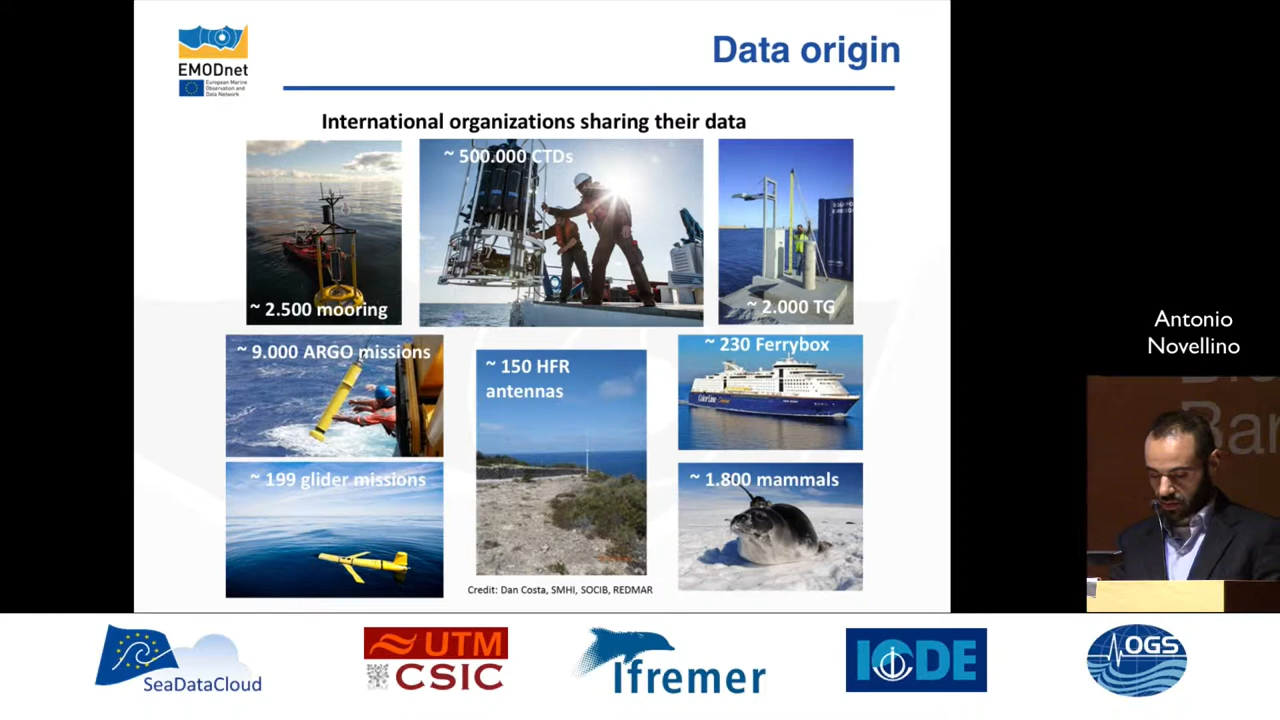 Data origin
EMODnet
European Marine
Observation and
Data Network
International organizations sharing their data
~ 500.000 CTDs
~ 2.500 mooring
~ 2.000 TG
~ 9.000 ARGO missions
~ 150 HFR
antennas
~ 230 Ferrybox
~ 199 glider missions
~ 1.800 mammals
Credit: Dan Costa, SMHI, SOCIB, REDMAR
ColorLine
Antonio
Novellino
SeaDataCloud
UTM
CSIC
Ifremer
IODE
OGS